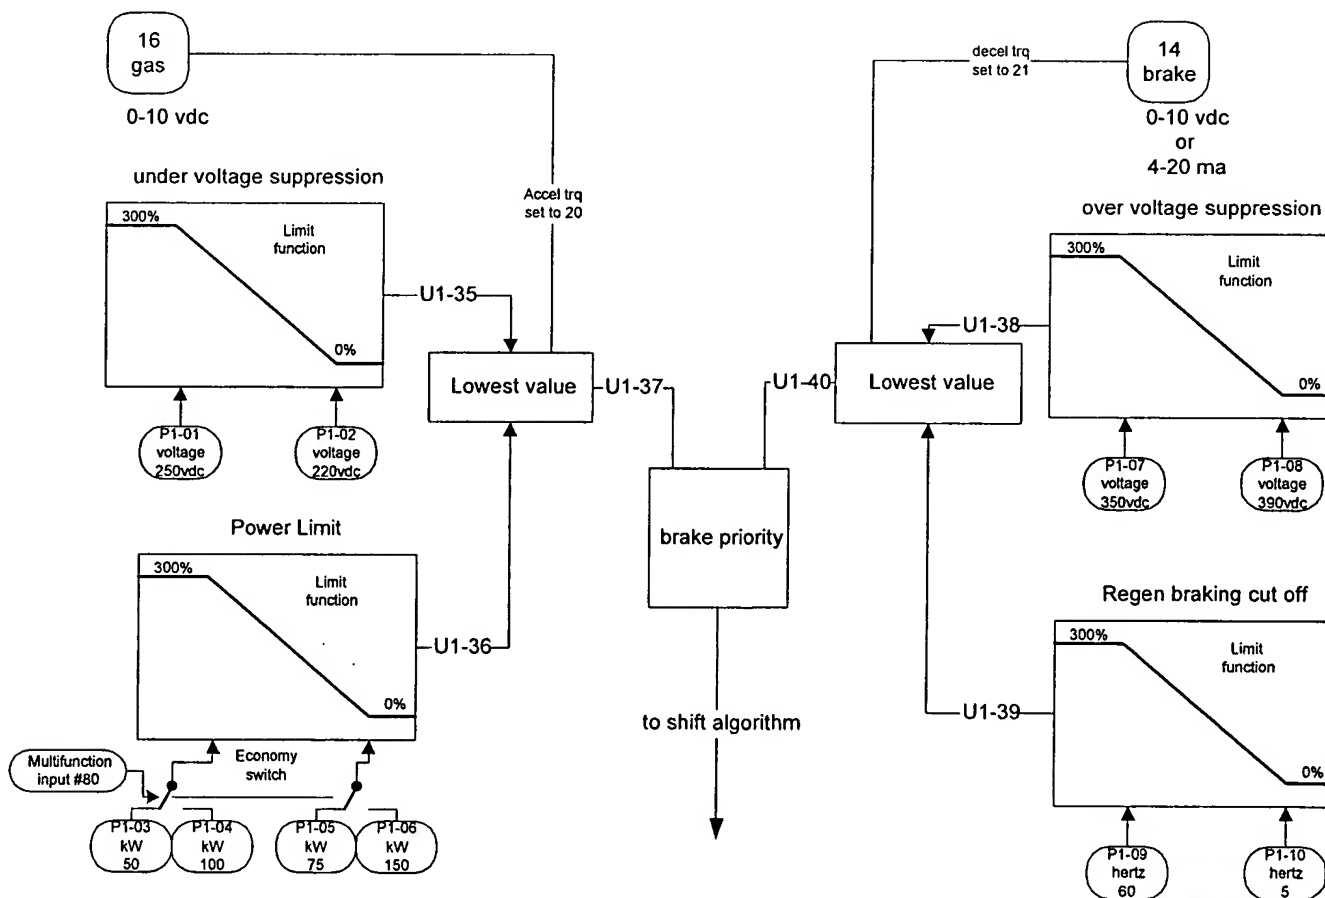 16
gas
0-10 vdc
decel trq
set to 21
14
brake
0-10 vdc
or
4-20 ma
under voltage suppression
300%
Limit
function
0%
Accel trq
set to 20
U1-35
P1-01
voltage
250vdc
P1-02
voltage
220vdc
Lowest value
U1-37
U1-40
Lowest value
U1-38
over voltage suppression
300%
Limit
function
0%
P1-07
voltage
350vdc
P1-08
voltage
390vdc
brake priority
to shift algorithm
Power Limit
300%
Limit
function
0%
U1-36
Economy
switch
Multifunction
input #80
P1-03
kW
50
P1-04
kW
100
P1-05
kW
75
P1-06
kW
150
Regen braking cut off
300%
Limit
function
0%
U1-39
P1-09
hertz
60
P1-10
hertz
5